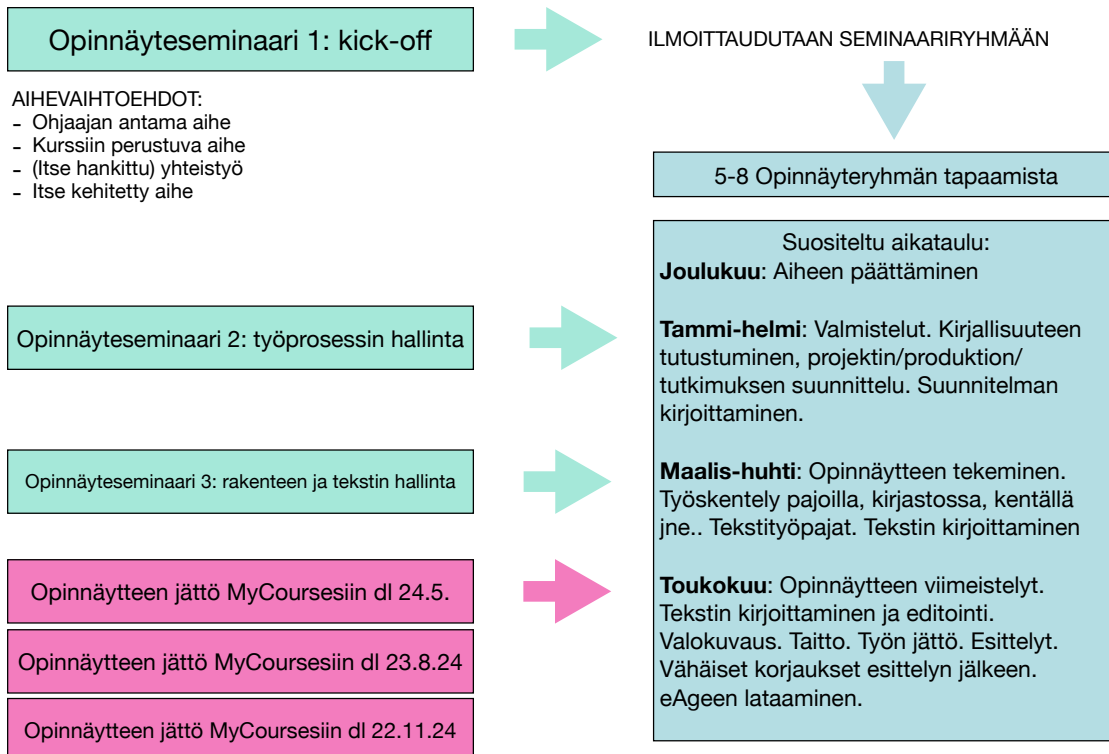 Opinnäyteseminaari 1: kick-off
ILMOITTAUDUTAAN SEMINAARIRYHMÄÄN
AIHEVAIHTOEHDOT:
- Ohjaajan antama aihe
- Kurssiin perustuva aihe
- (Itse hankittu) yhteistyö
- Itse kehitetty aihe
5-8 Opinnäyteryhmän tapaamista
Suositeltu aikataulu:
Joulukuu: Aiheen päättäminen
Tammi-helmi: Valmistelut. Kirjallisuuteen
tutustuminen, projektin/produktion/
tutkimuksen suunnittelu. Suunnitelman
kirjoittaminen.
Maalis-huhti: Opinnäytteen tekeminen.
Työskentely pajoilla, kirjastossa, kentällä
jne.. Tekstityöpajat. Tekstin kirjoittaminen
Toukokuu: Opinnäytteen viimeistelyt.
Tekstin kirjoittaminen ja editointi.
Valokuvaus. Taitto. Työn jättö. Esittelyt.
Vähäiset korjaukset esittelyn jälkeen.
eAgeen lataaminen.
Opinnäyteseminaari 2: työprosessin hallinta
Opinnäyteseminaari 3: rakenteen ja tekstin hallinta
Opinnäytteen jättö MyCoursesiin dl 24.5.
Opinnäytteen jättö MyCoursesiin dl 23.8.24
Opinnäytteen jättö MyCoursesiin dl 22.11.24